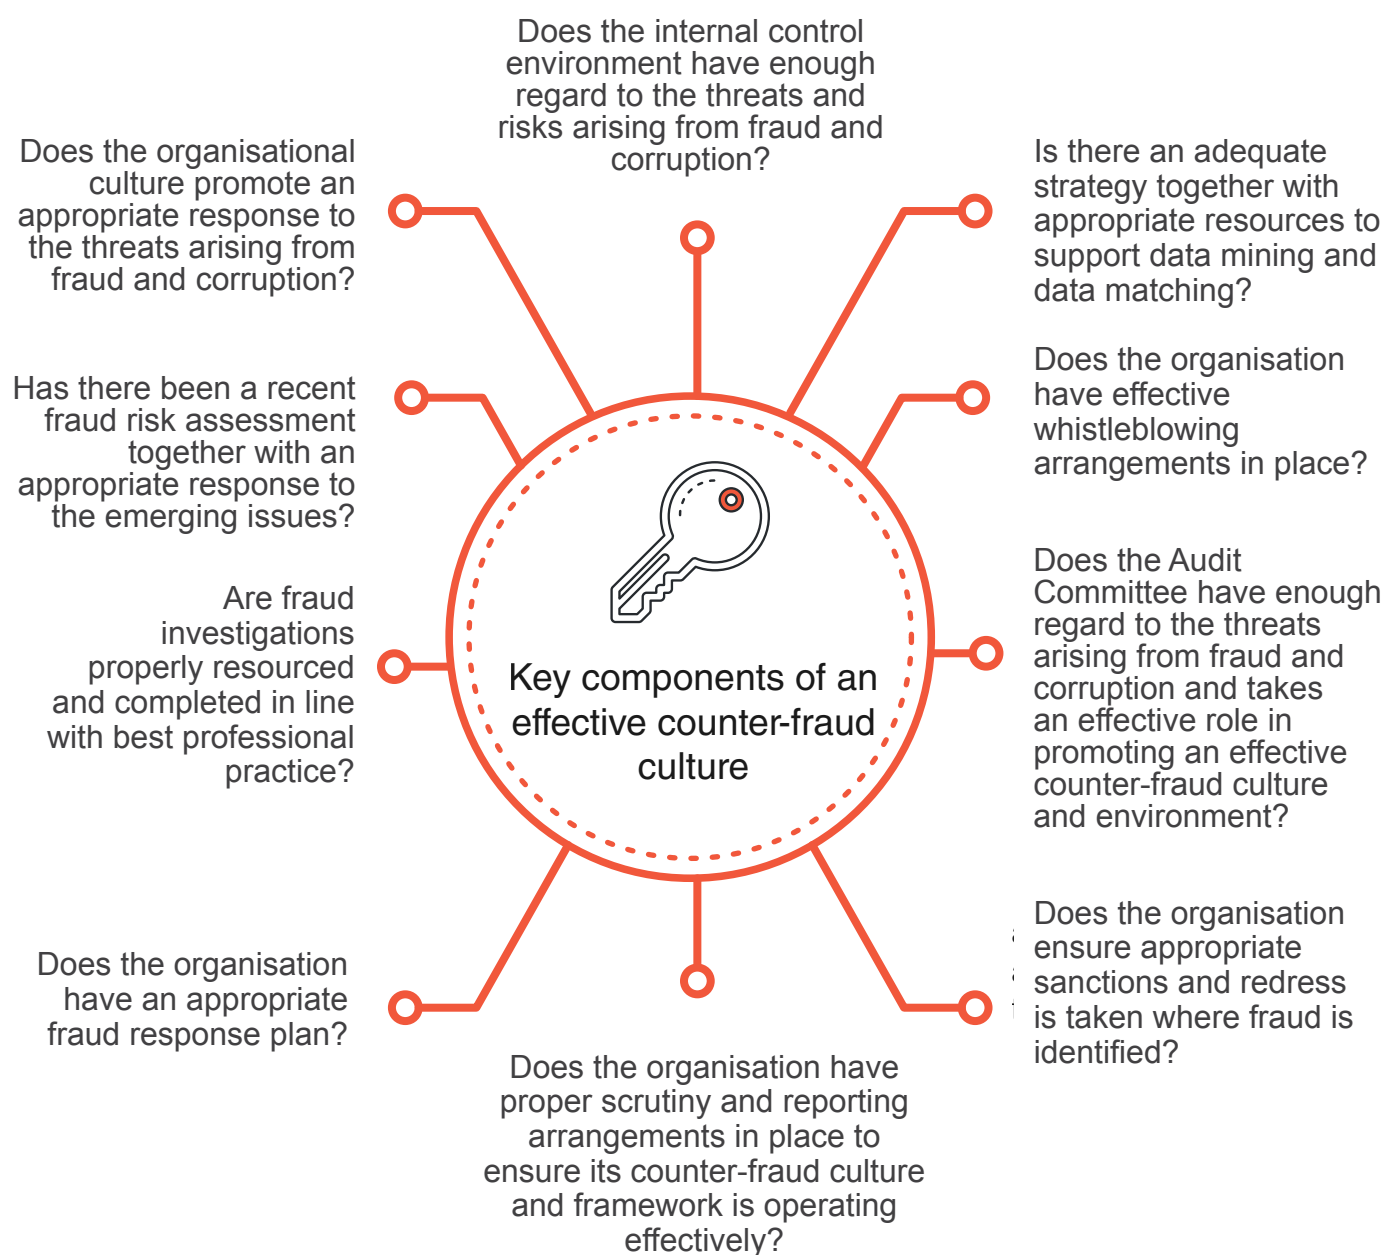 Does the internal control
environment have enough
regard to the threats and
risks arising from fraud and
corruption?
Does the organisational
culture promote an
appropriate response to
the threats arising from
fraud and corruption?
Is there an adequate
strategy together with
appropriate resources to
support data mining and
data matching?
Has there been a recent
fraud risk assessment
together with an
appropriate response to
the emerging issues?
Does the organisation
have effective
whistleblowing
arrangements in place?
Are fraud
investigations
properly resourced
and completed in line
with best professional
practice?
Key components of an
effective counter-fraud
culture
Does the Audit
Committee have enough
regard to the threats
arising from fraud and
corruption and takes
an effective role in
promoting an effective
counter-fraud culture
and environment?
Does the organisation
have an appropriate
fraud response plan?
Does the organisation
ensure appropriate
sanctions and redress
is taken where fraud is
identified?
Does the organisation have
proper scrutiny and reporting
arrangements in place to
ensure its counter-fraud culture
and framework is operating
effectively?